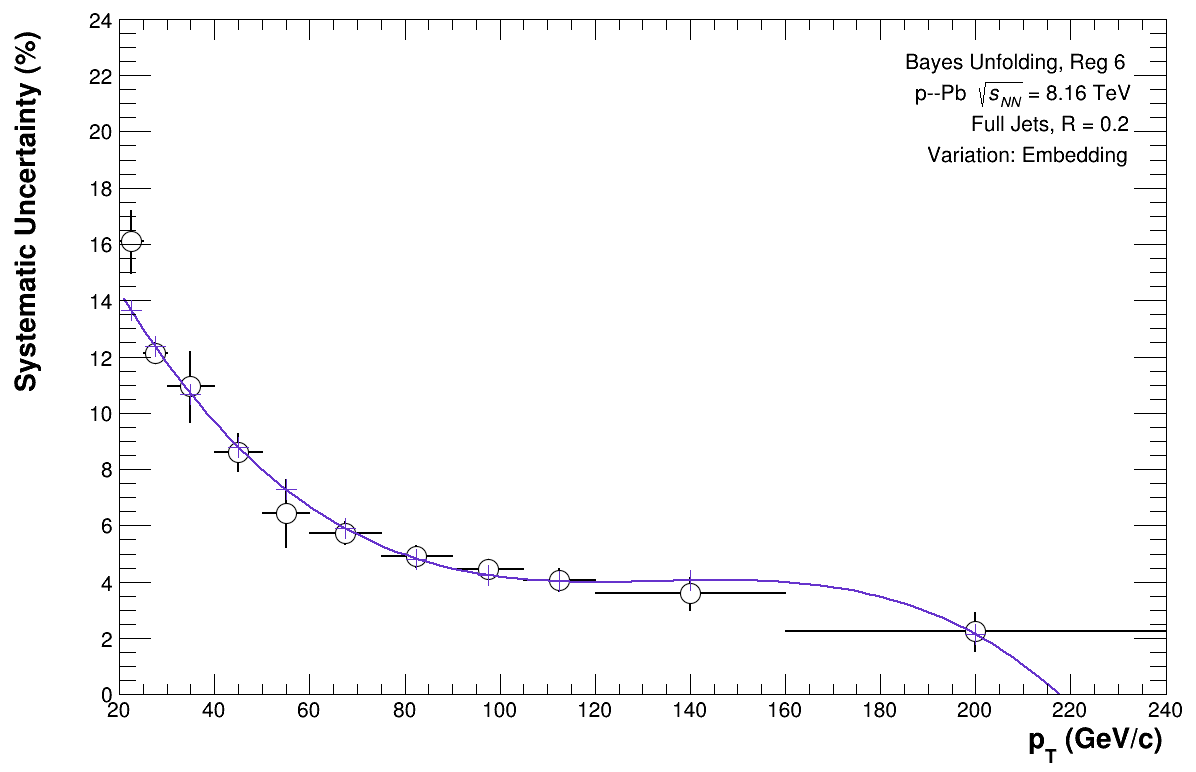 Systematic Uncertainty (%)
24
22
20
18
16
14
12
10
8
6
4
2
0
Bayes Unfolding, Reg 6
p--Pb √s_NN = 8.16 TeV
Full Jets, R = 0.2
Variation: Embedding
20 40 60 80 100 120 140 160 180 200 220 240
p_T (GeV/c)